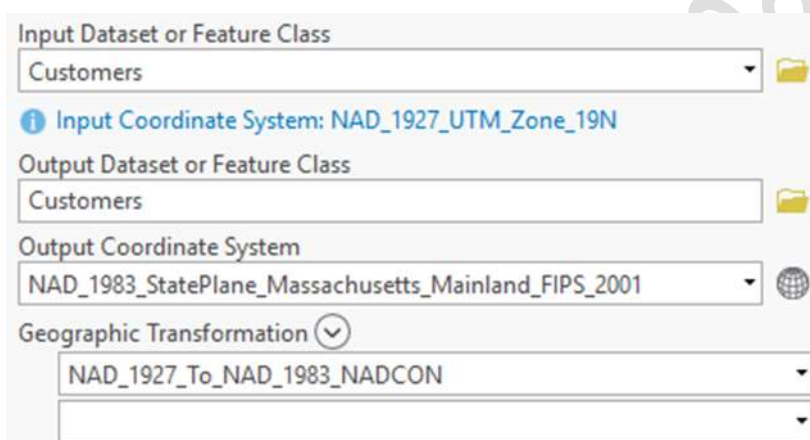 Input Dataset or Feature Class
Customers
Input Coordinate System: NAD_1927_UTM_Zone_19N
Output Dataset or Feature Class
Customers
Output Coordinate System
NAD_1983_StatePlane_Massachusetts_Mainland_FIPS_2001
Geographic Transformation
NAD_1927_To_NAD_1983_NADCON